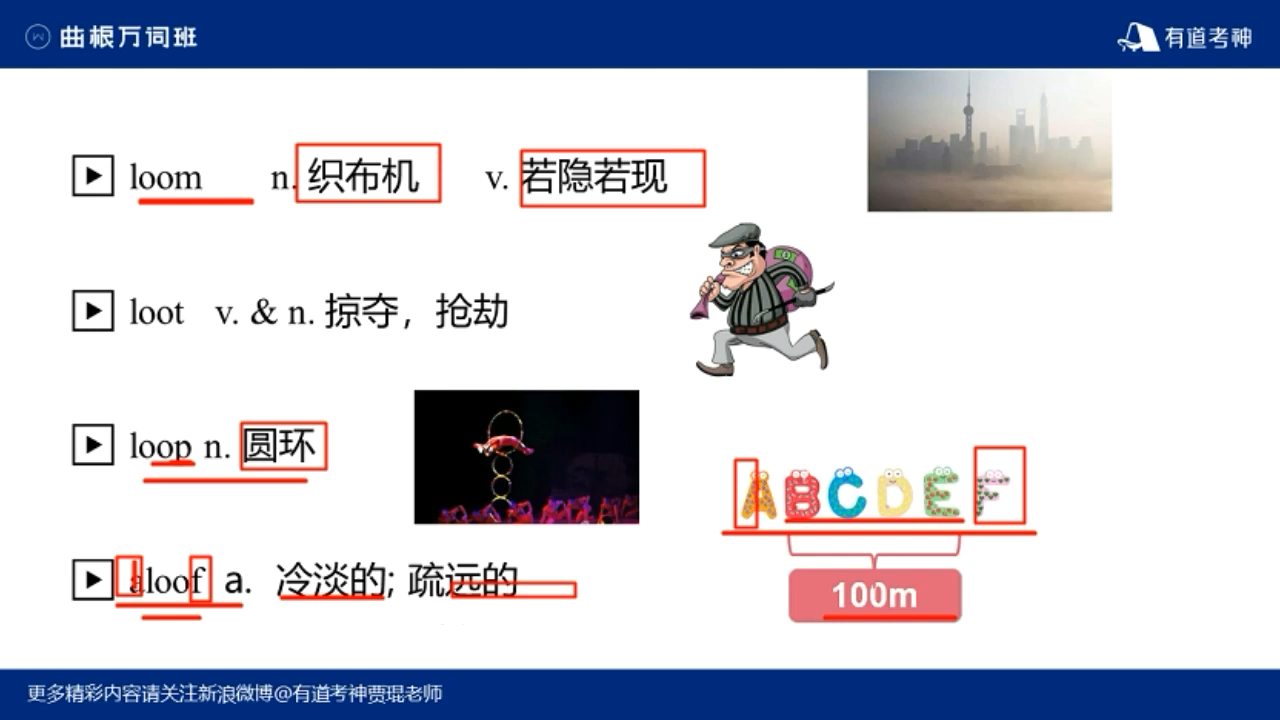 曲根万词班
有道考神
loom n. 织布机 v. 若隐若现
loot v. & n. 掠夺，抢劫
loop n. 圆环
ABCDEF
aloof a. 冷淡的; 疏远的
100m
更多精彩内容请关注新浪微博@有道考神贾琨老师